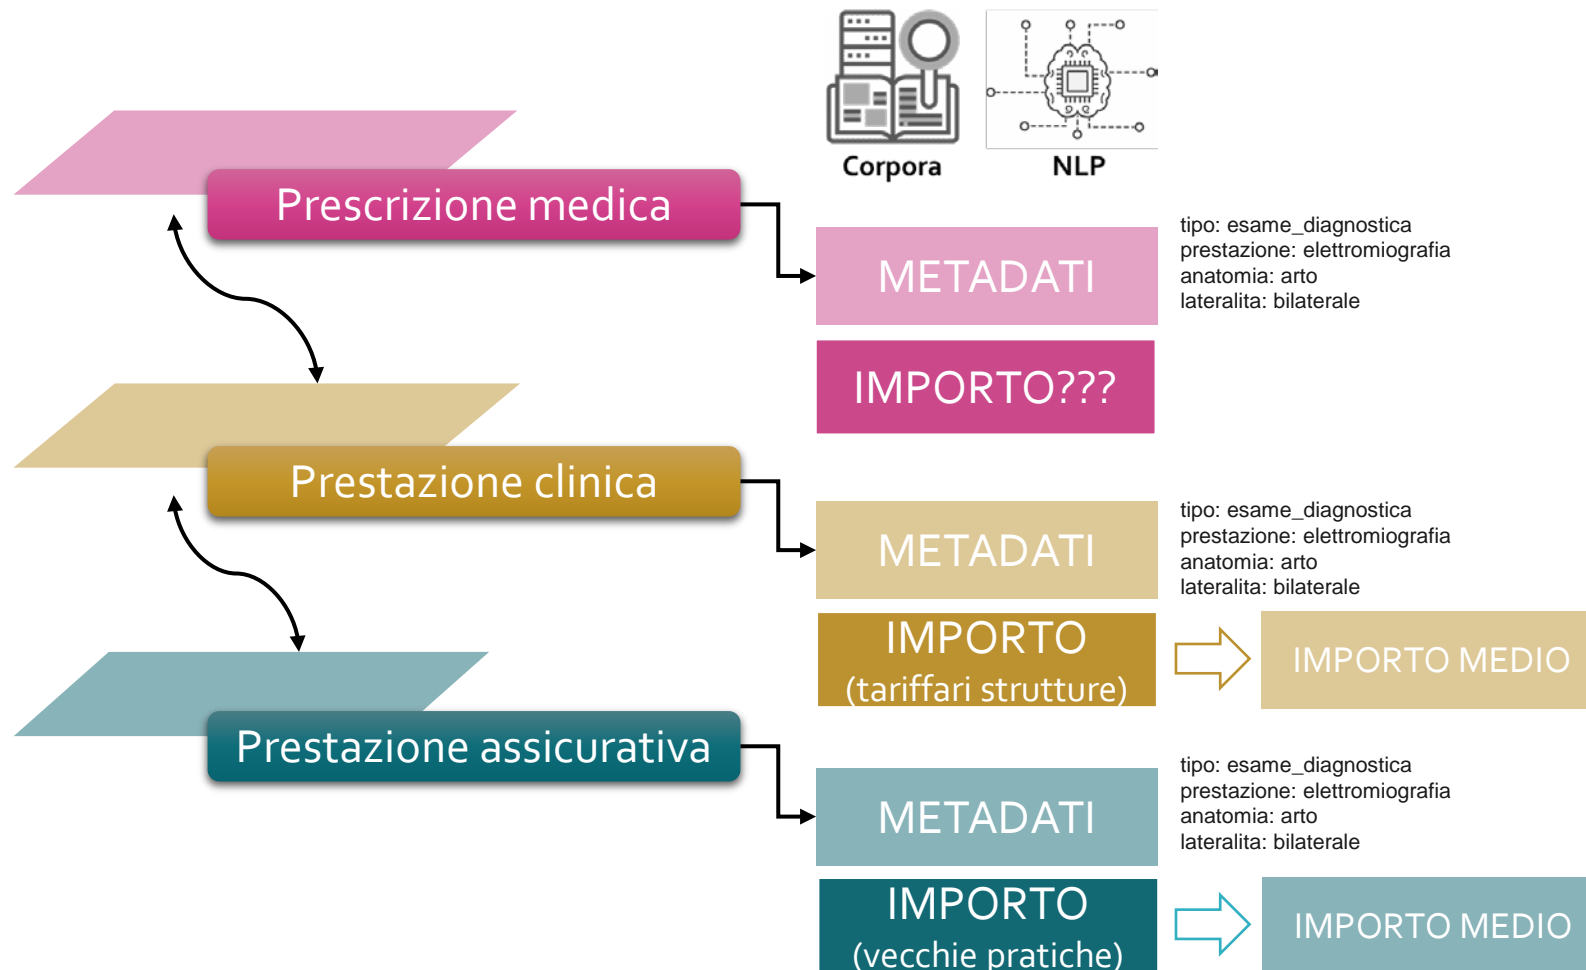 Corpora
NLP
Prescrizione medica
METADATI
tipo: esame_diagnostica
prestazione: elettromiografia
anatomia: arto
lateralita: bilaterale
IMPORTO???
Prestazione clinica
METADATI
tipo: esame_diagnostica
prestazione: elettromiografia
anatomia: arto
lateralita: bilaterale
IMPORTO
(tariffari strutture)
IMPORTO MEDIO
Prestazione assicurativa
METADATI
tipo: esame_diagnostica
prestazione: elettromiografia
anatomia: arto
lateralita: bilaterale
IMPORTO
(vecchie pratiche)
IMPORTO MEDIO